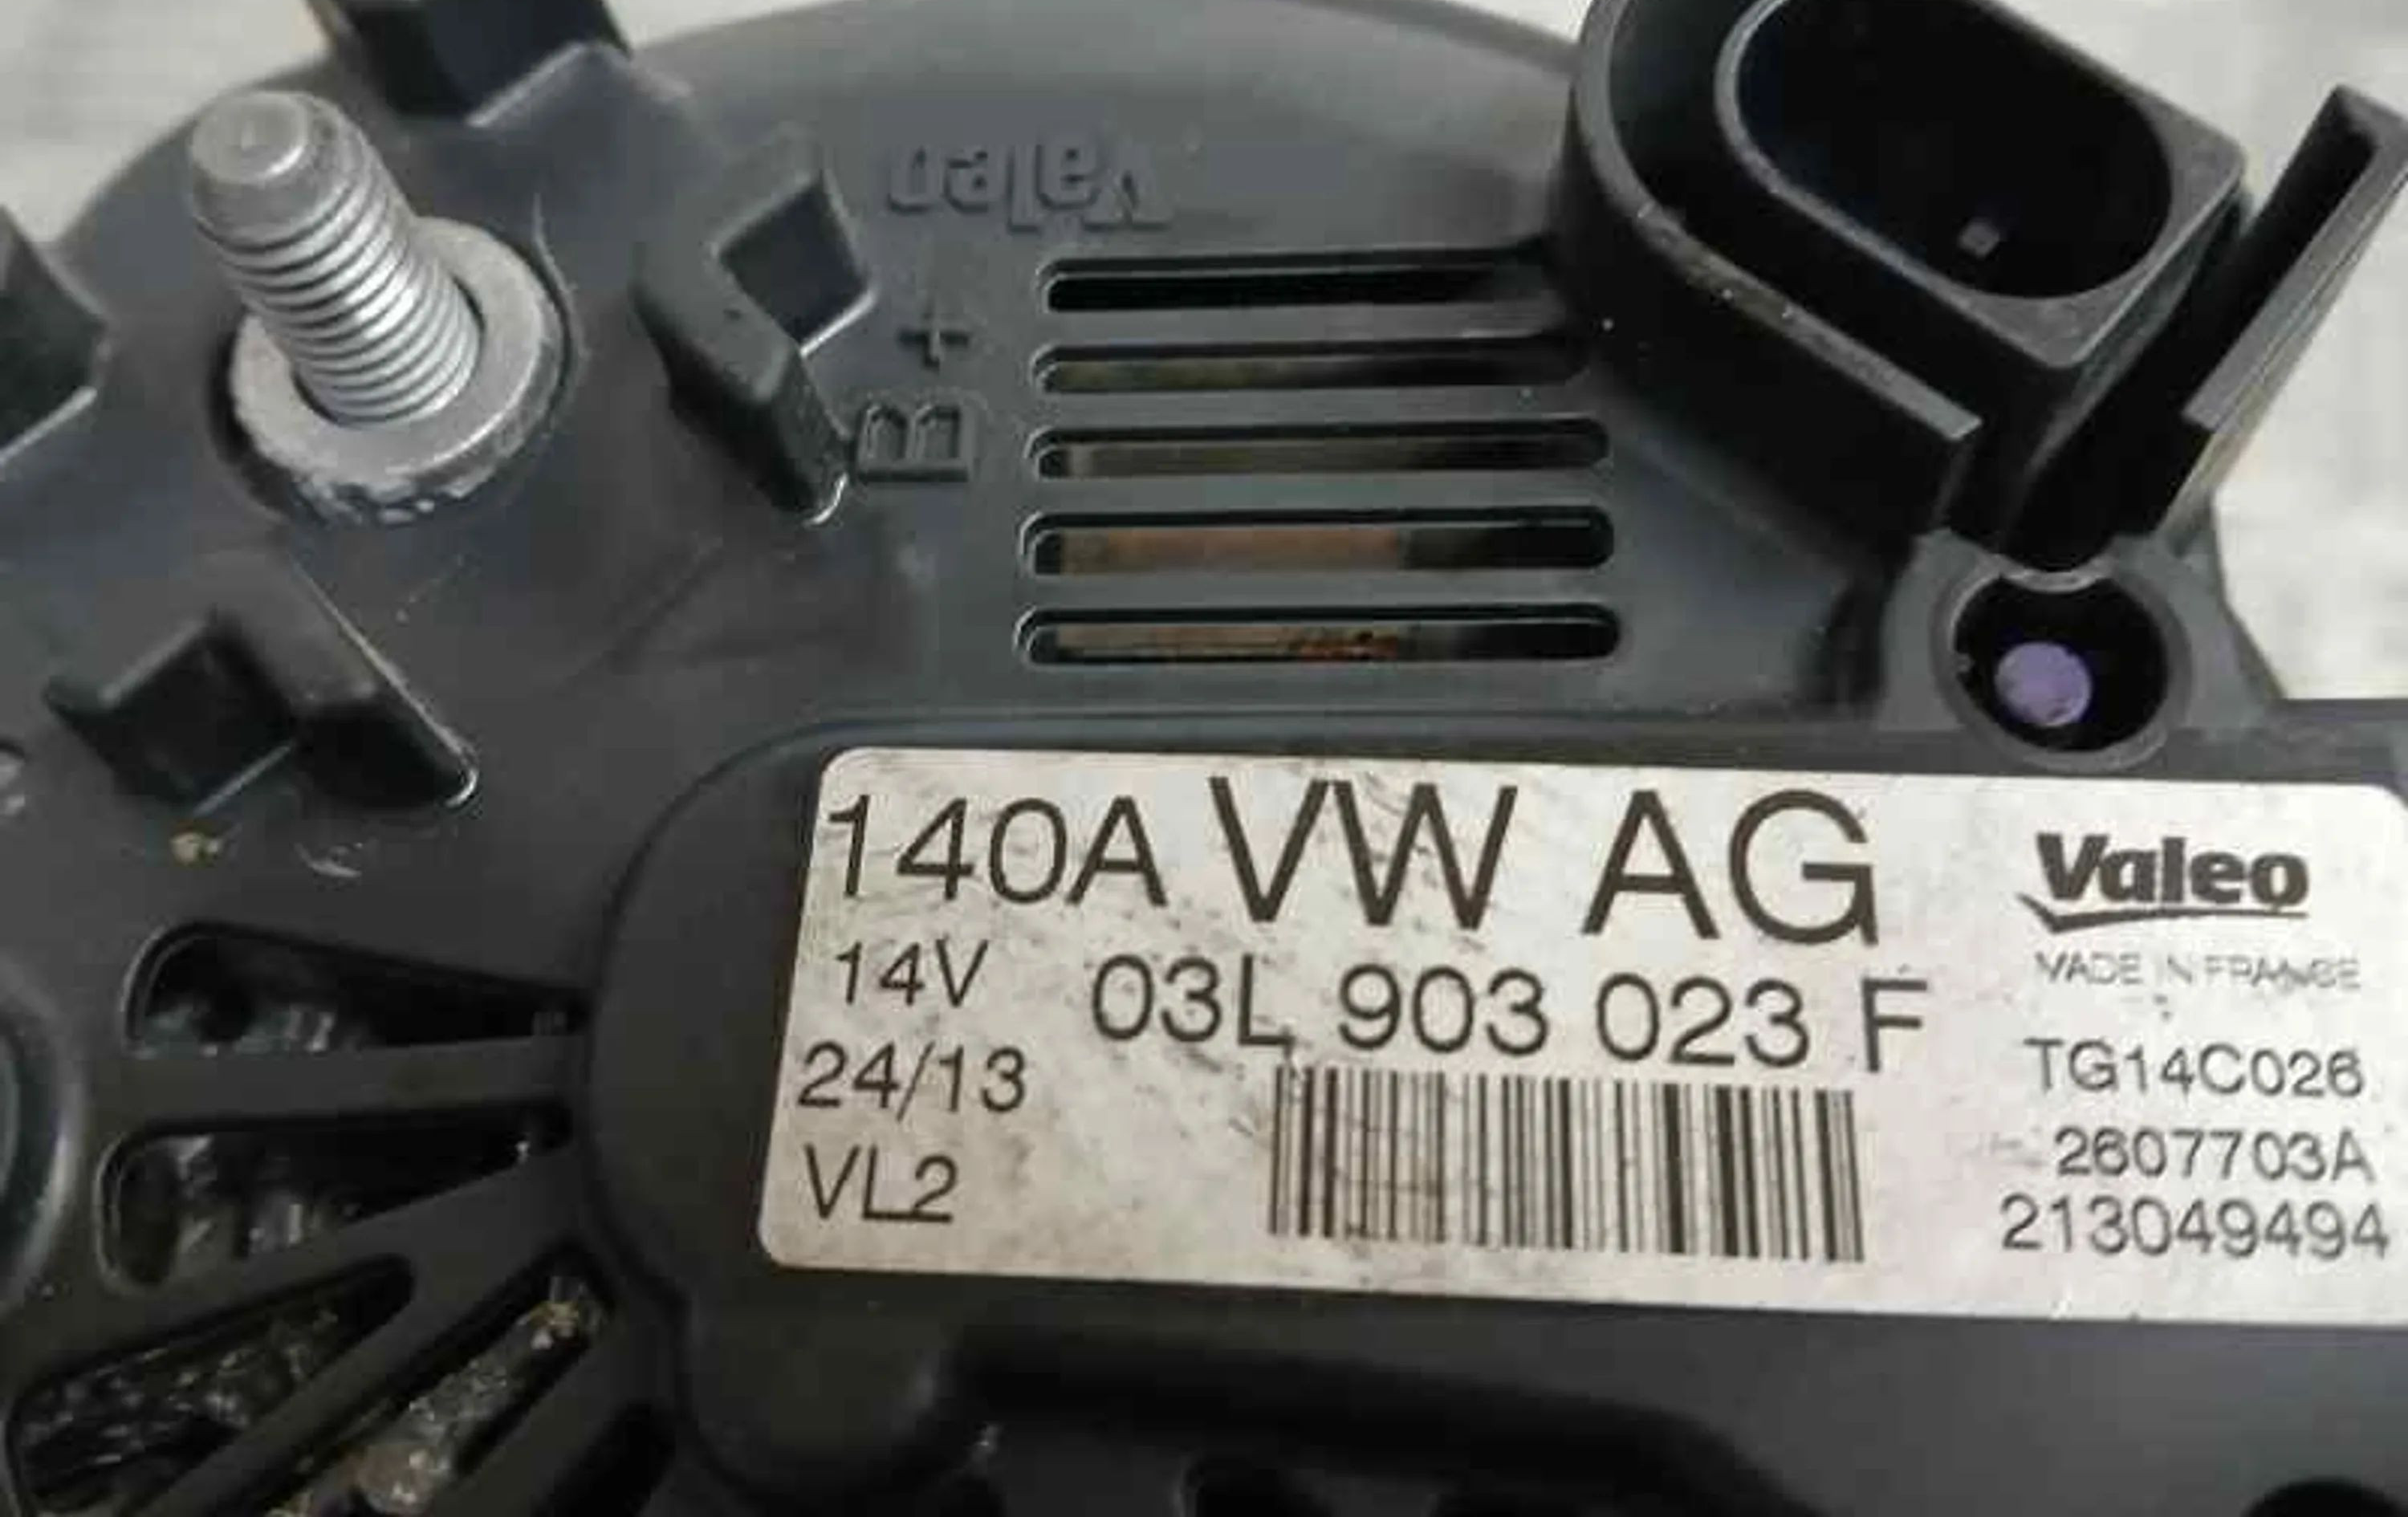 Valeo
B+
140A VW AG
14V 03L 903 023 F
24/13
VL2
Valeo
MADE IN FRANCE
TG14C026
2607703A
213049494